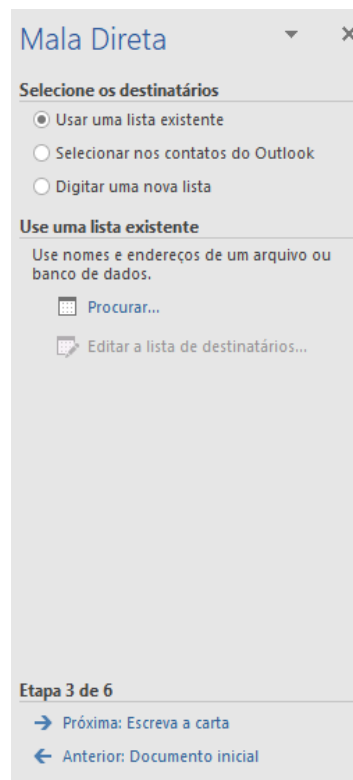 Mala Direta
Selecione os destinatários
Usar uma lista existente
Selecionar nos contatos do Outlook
Digitar uma nova lista
Use uma lista existente
Use nomes e endereços de um arquivo ou
banco de dados.
Procurar...
Editar a lista de destinatários...
Etapa 3 de 6
Próxima: Escreva a carta
Anterior: Documento inicial